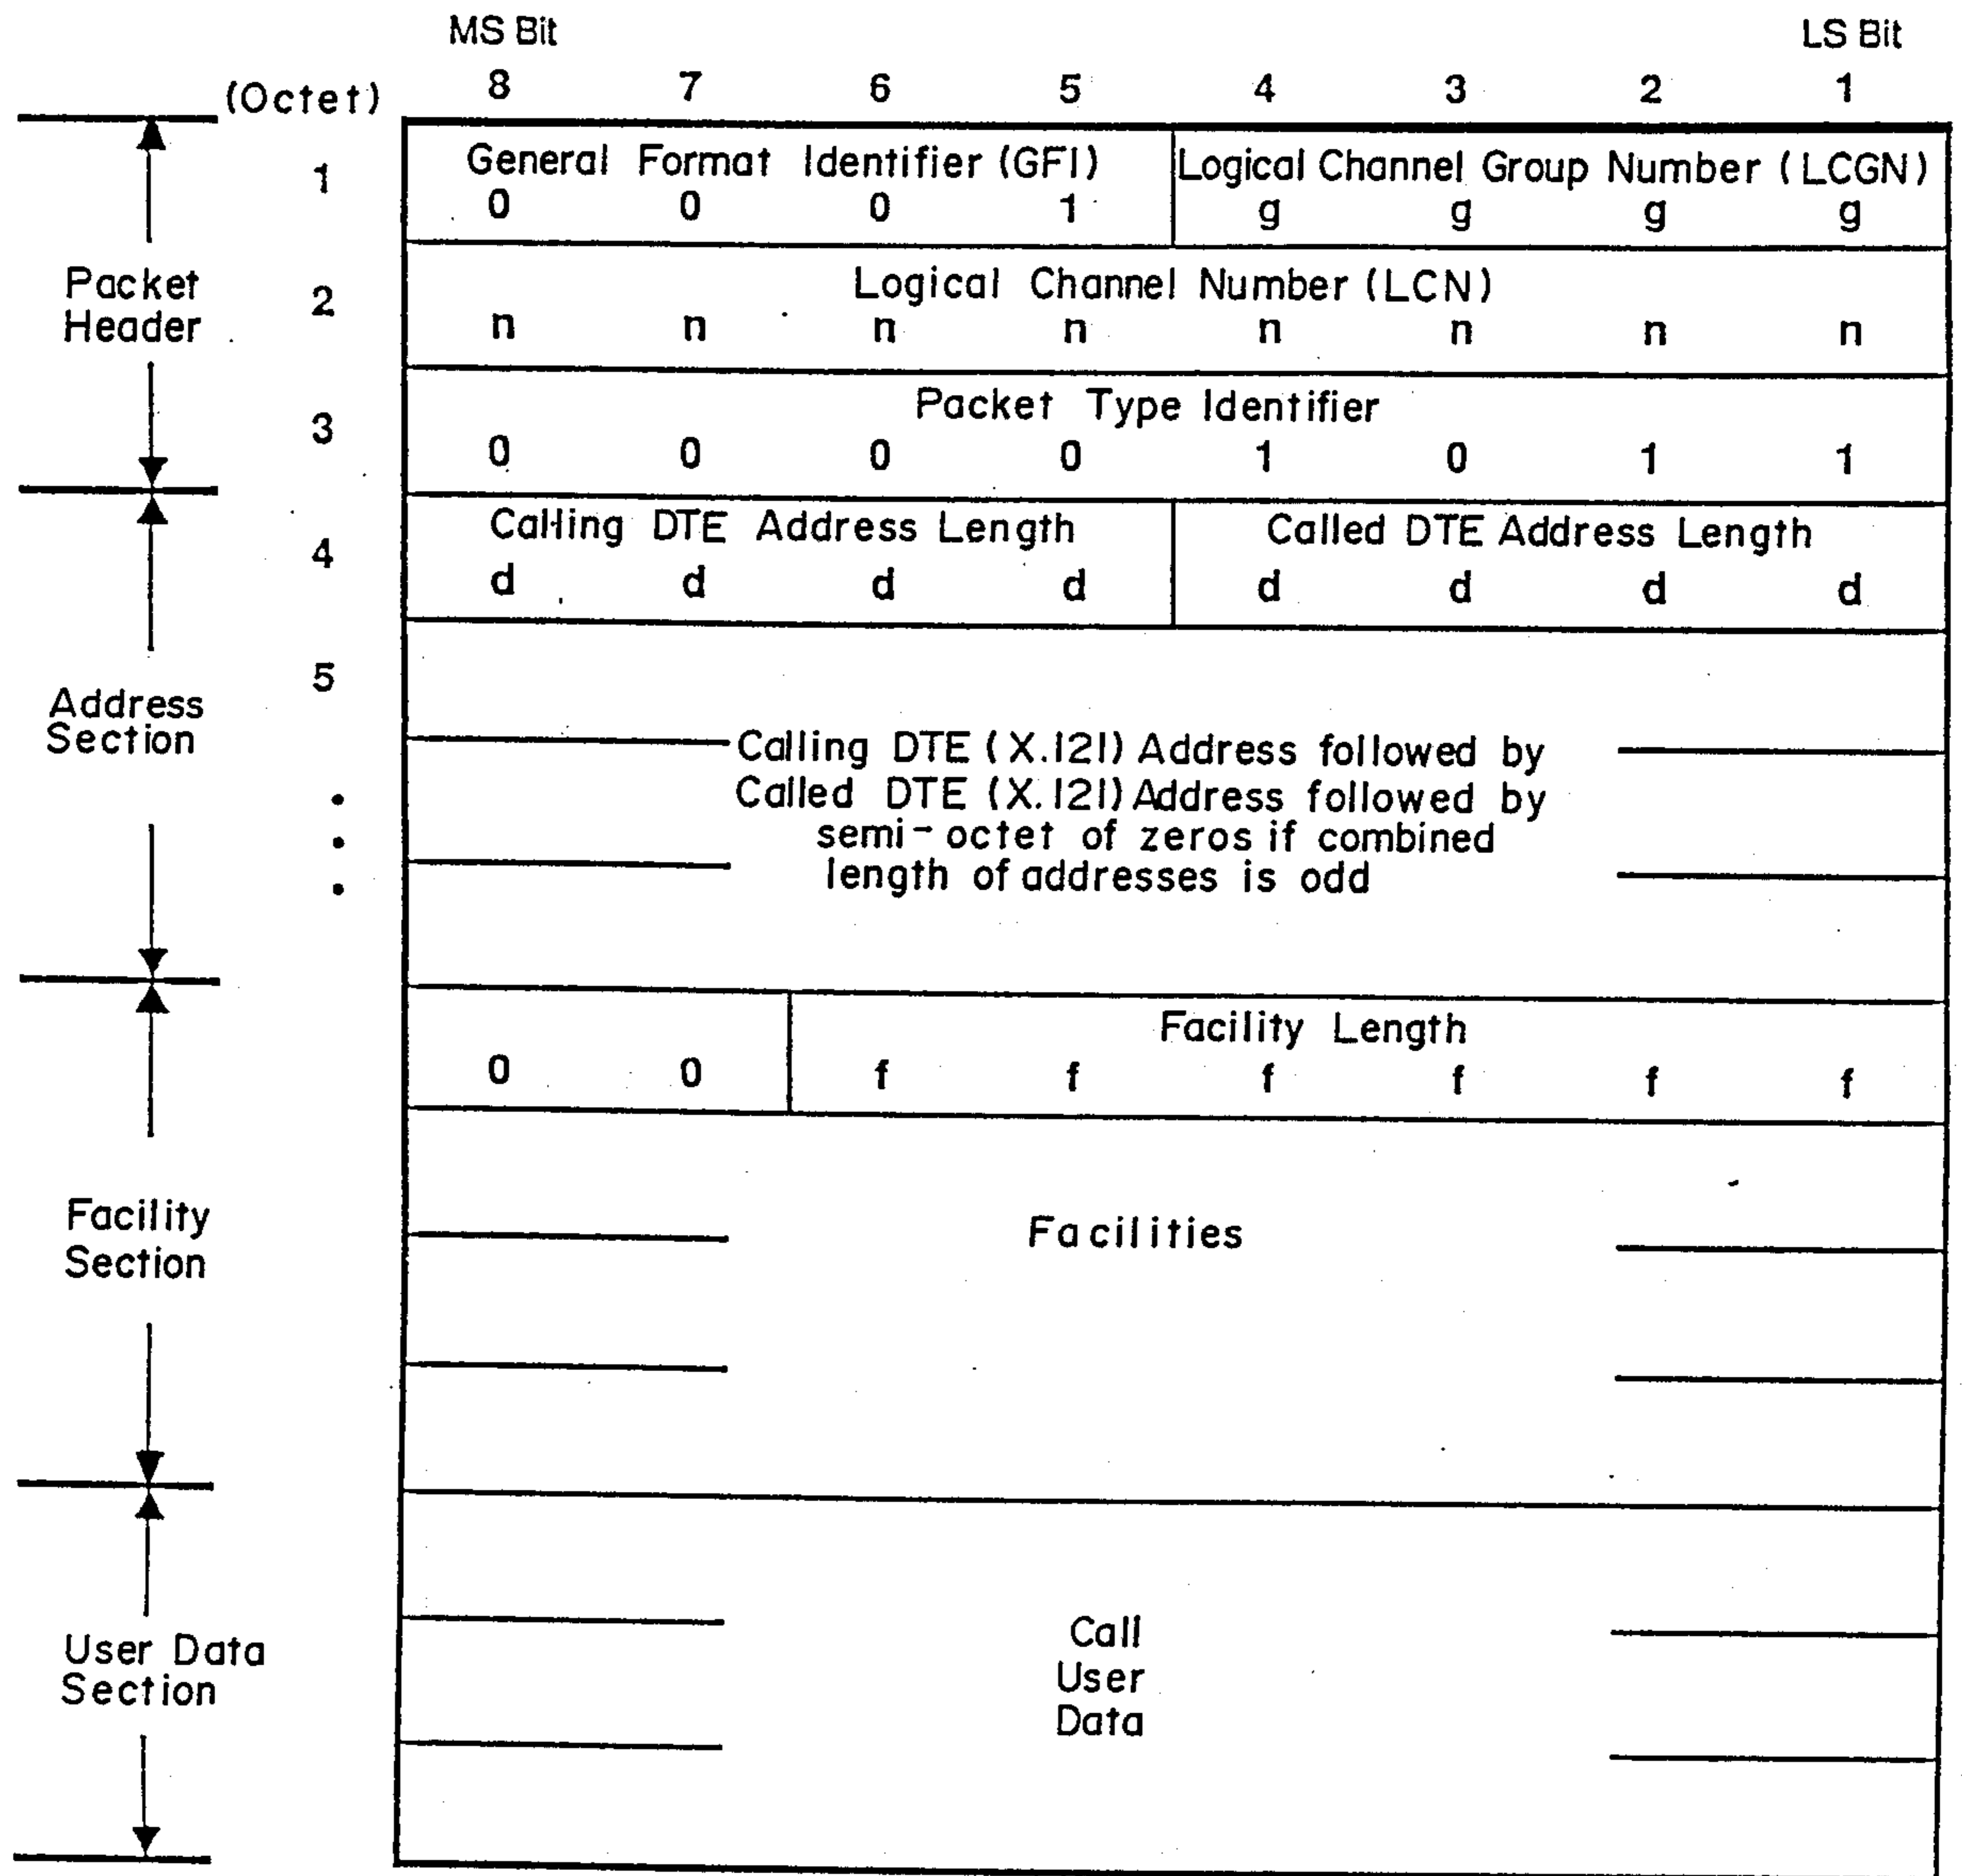 MS Bit LS Bit
(Octet) 8 7 6 5 4 3 2 1
1 General Format Identifier (GFI) Logical Channel Group Number (LCGN)
0 0 0 1 g g g g
Packet
Header
2 Logical Channel Number (LCN)
n n n n n n n n
3 Packet Type Identifier
0 0 0 0 1 0 1 1
4 Calling DTE Address Length Called DTE Address Length
d d d d d d d d
5
Address
Section
Calling DTE (X.121) Address followed by
Called DTE (X.121) Address followed by
semi-octet of zeros if combined
length of addresses is odd
Facility Length
0 0 f f f f f f
Facility
Section
Facilities
User Data
Section
Call
User
Data